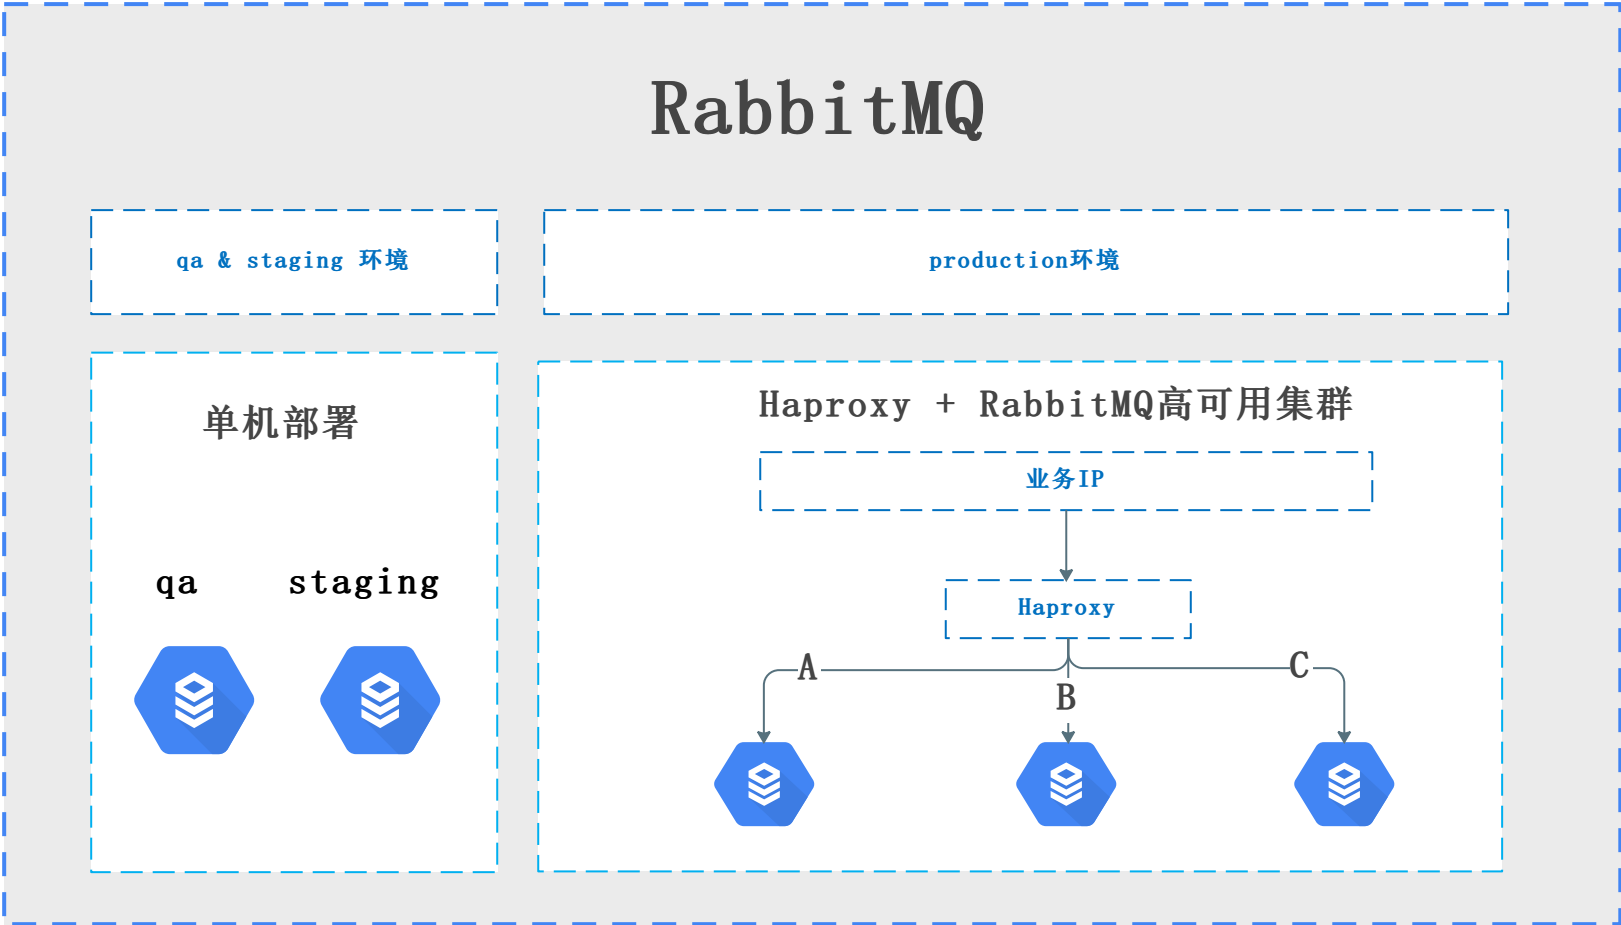 RabbitMQ
qa & staging 环境
production环境
单机部署
qa
staging
Haproxy + RabbitMQ高可用集群
业务IP
Haproxy
A
B
C